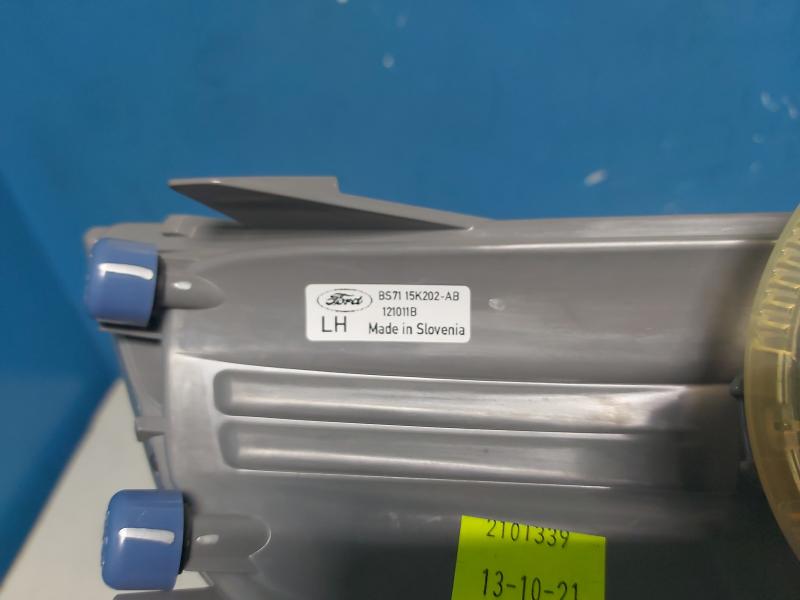 Ford
BS71 15K202-AB
121011B
LH
Made in Slovenia
2101339
13-10-21